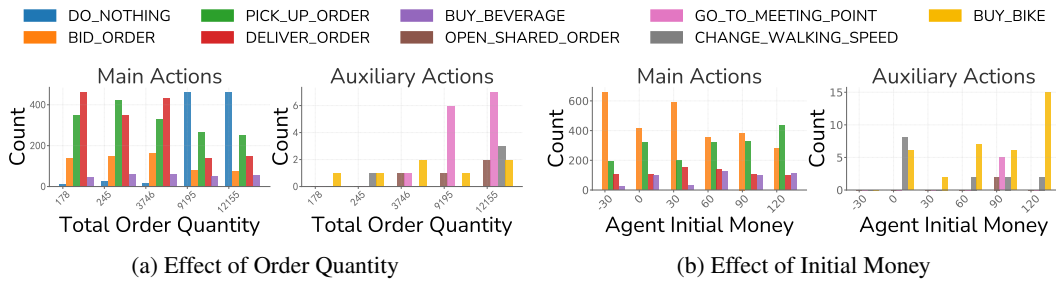 DO_NOTHING PICK_UP_ORDER BUY_BEVERAGE GO_TO_MEETING_POINT BUY_BIKE
BID_ORDER DELIVER_ORDER OPEN_SHARED_ORDER CHANGE_WALKING_SPEED
Main Actions Auxiliary Actions Main Actions Auxiliary Actions
Count
400
200
0
178 245 3746 9195 12155
Total Order Quantity
Count
6
4
2
0
178 245 3746 9195 12155
Total Order Quantity
Count
600
400
200
0
-30 0 30 60 90 120
Agent Initial Money
Count
15
10
5
0
-30 0 30 60 90 120
Agent Initial Money
(a) Effect of Order Quantity (b) Effect of Initial Money